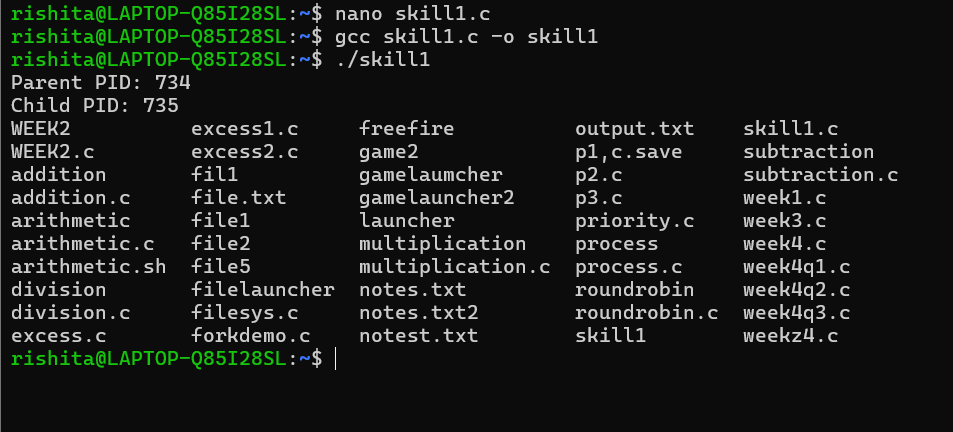 rishita@LAPTOP-Q85I28SL:~$ nano skill1.c
rishita@LAPTOP-Q85I28SL:~$ gcc skill1.c -o skill1
rishita@LAPTOP-Q85I28SL:~$ ./skill1
Parent PID: 734
Child PID: 735
WEEK2          excess1.c     freefire          output.txt    skill1.c
WEEK2.c        excess2.c     game2             p1,c.save     subtraction
addition       fil1          gamelaumcher      p2.c          subtraction.c
addition.c     file.txt      gamelauncher2     p3.c          week1.c
arithmetic     file1         launcher          priority.c    week3.c
arithmetic.c   file2         multiplication    process       week4.c
arithmetic.sh  file5         multiplication.c  process.c     week4q1.c
division       filelauncher  notes.txt         roundrobin    week4q2.c
division.c     filesys.c     notes.txt2        roundrobin.c  week4q3.c
excess.c       forkdemo.c    notest.txt        skill1        weekz4.c
rishita@LAPTOP-Q85I28SL:~$